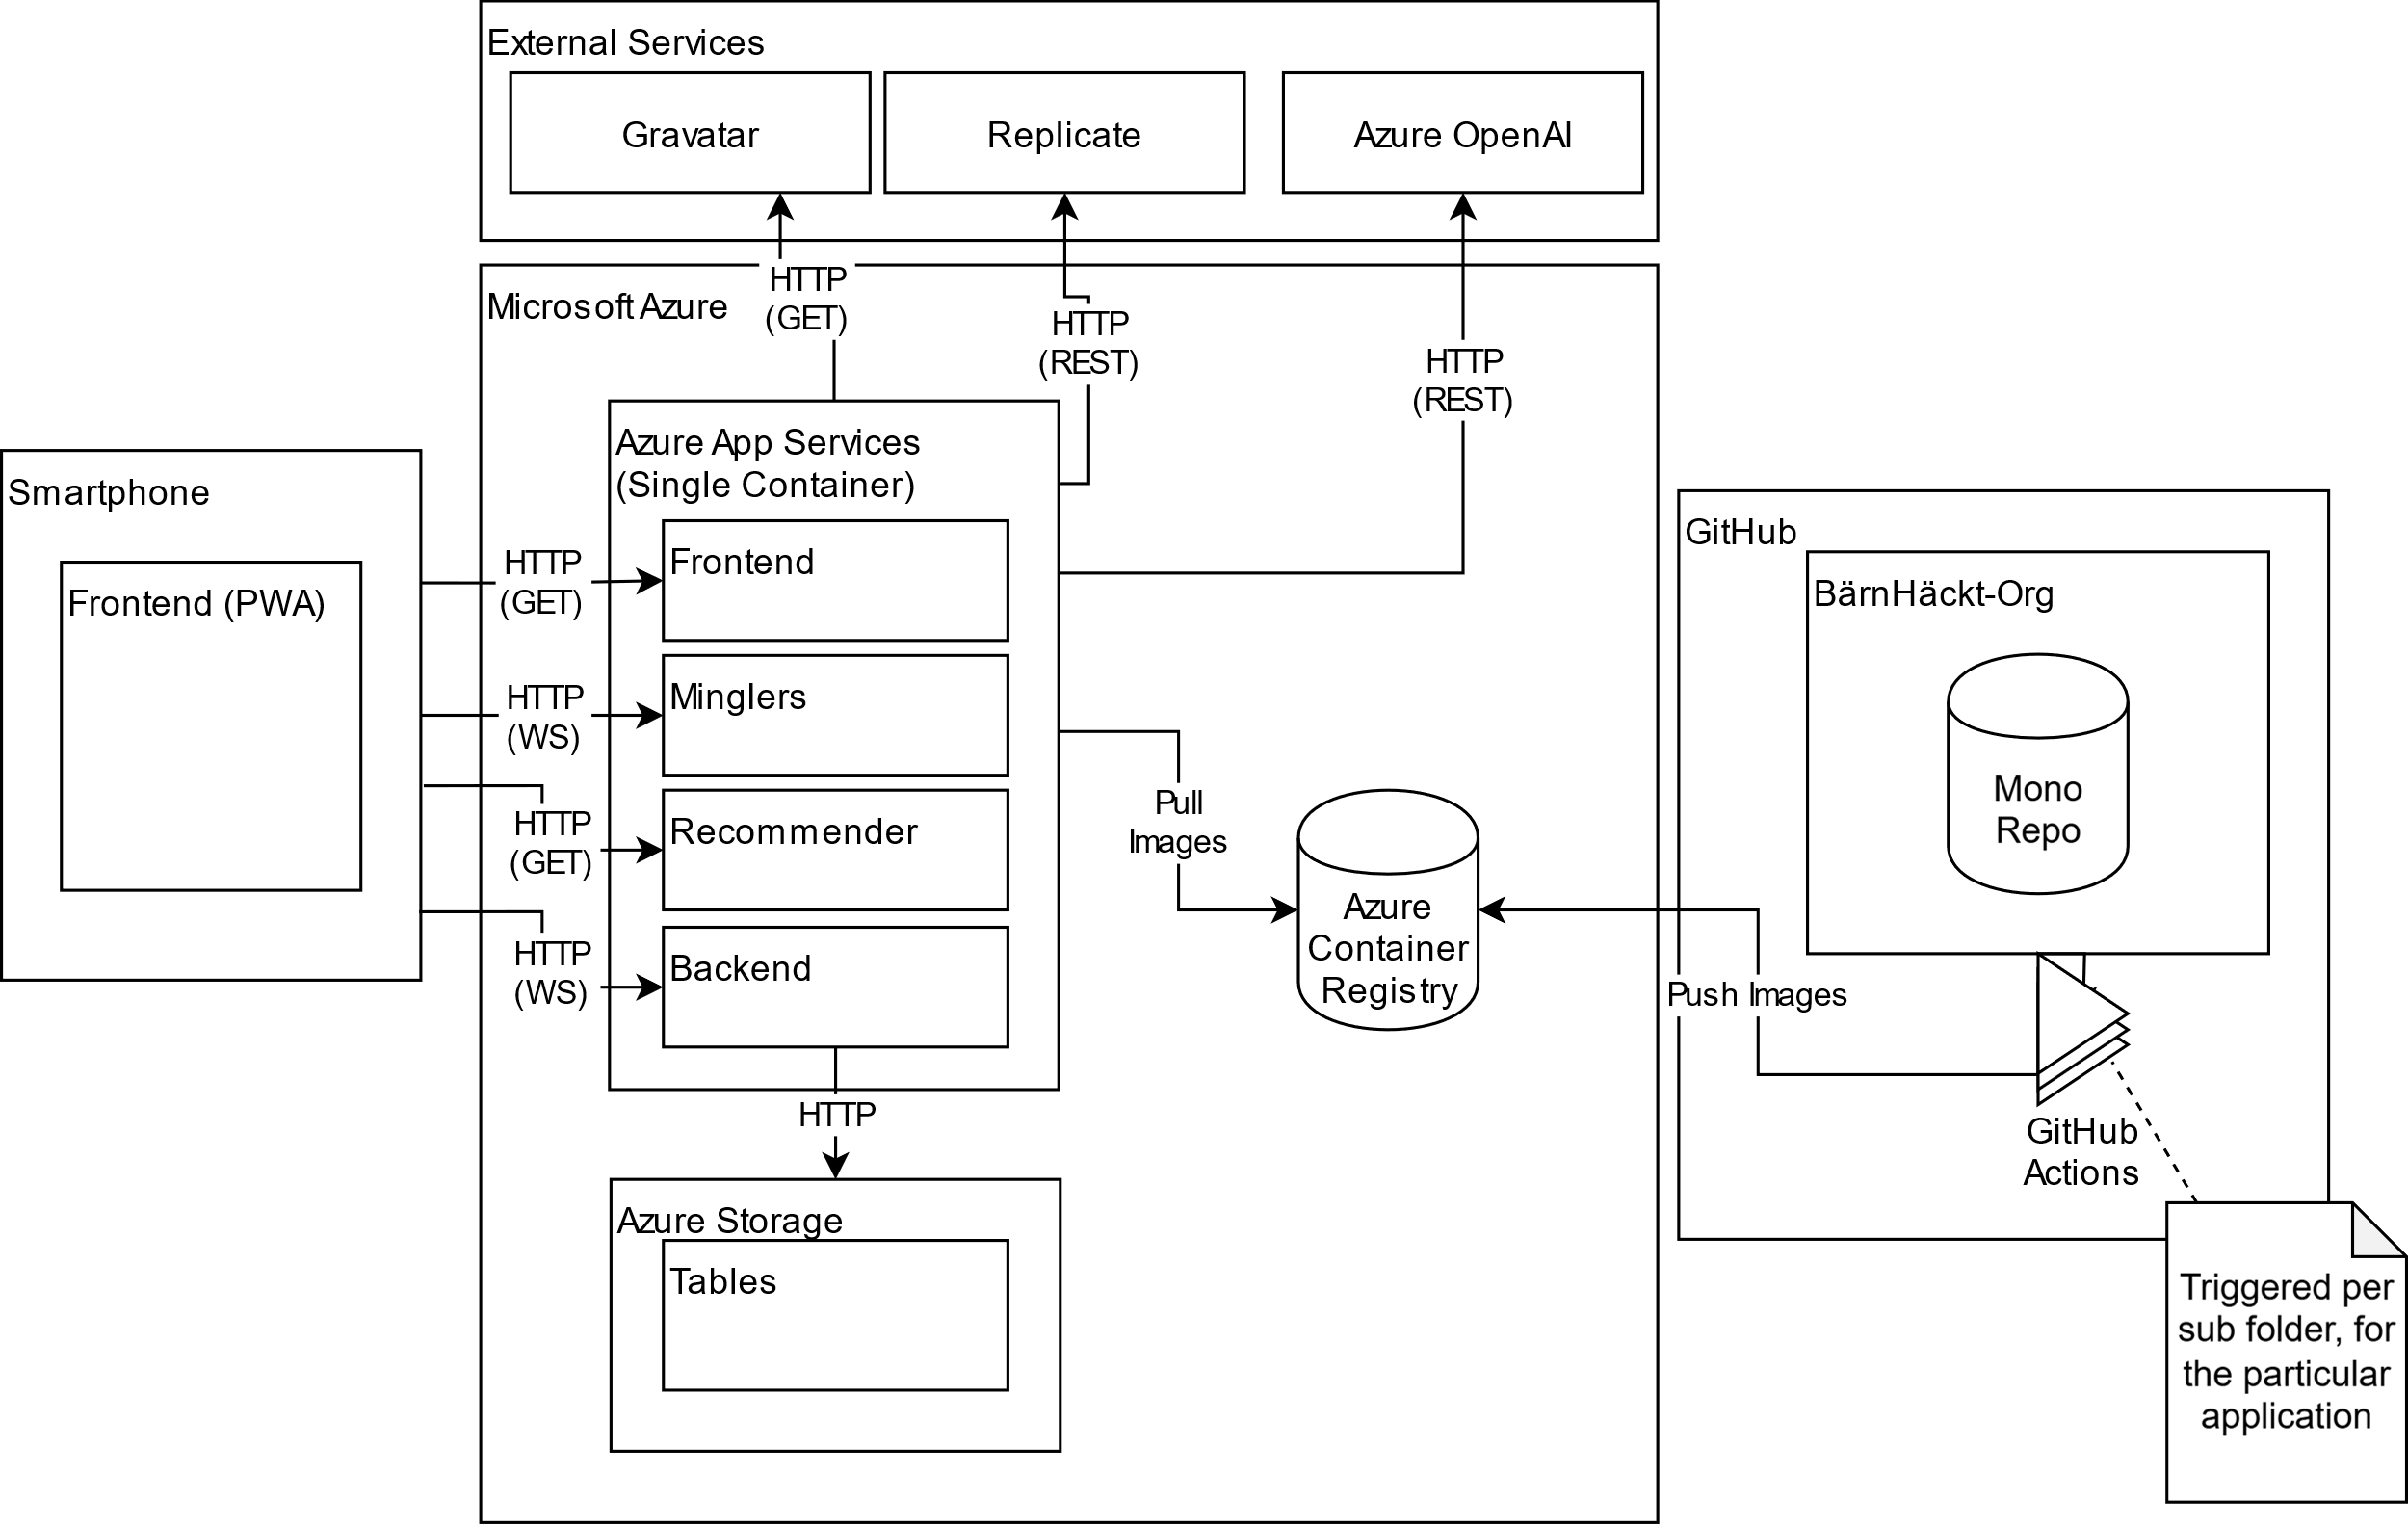 External Services
Gravatar
Replicate
Azure OpenAI
HTTP
(GET)
HTTP
(REST)
HTTP
(REST)
Microsoft Azure
Azure App Services
(Single Container)
Smartphone
Frontend (PWA)
HTTP
(GET)
Frontend
HTTP
(WS)
Minglers
HTTP
(GET)
Recommender
HTTP
(WS)
Backend
HTTP
Azure Storage
Tables
Pull
Images
Azure
Container
Registry
Push Images
GitHub
BärnHäckt-Org
Mono
Repo
GitHub
Actions
Triggered per
sub folder, for
the particular
application